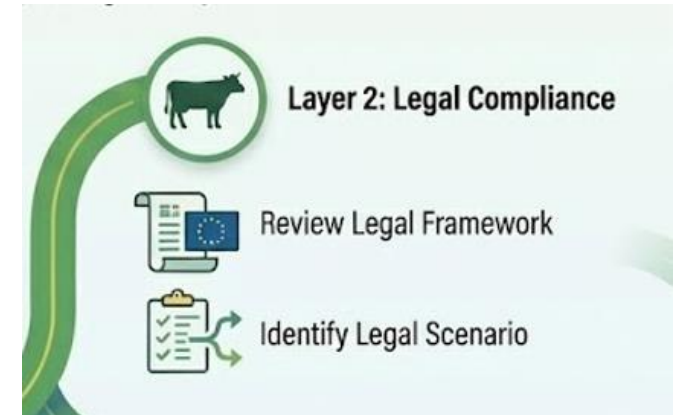 Layer 2: Legal Compliance
Review Legal Framework
Identify Legal Scenario